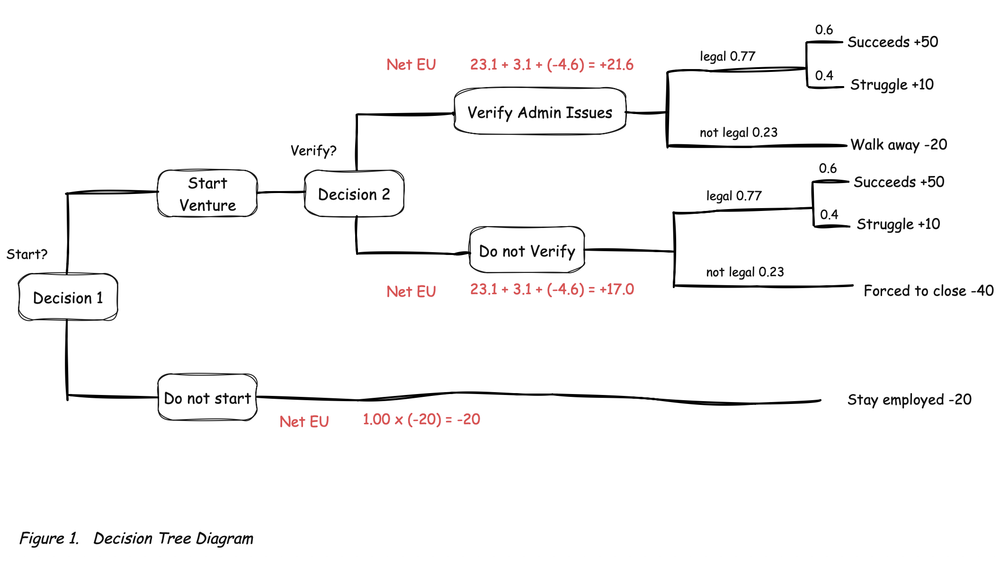 0.6
Succeeds +50
legal 0.77
Net EU 23.1 + 3.1 + (-4.6) = +21.6
0.4
Struggle +10
Verify Admin Issues
not legal 0.23
Walk away -20
Verify?
0.6
Start
Venture
Decision 2
Succeeds +50
legal 0.77
0.4
Struggle +10
Do not Verify
Start?
not legal 0.23
Net EU 23.1 + 3.1 + (-4.6) = +17.0
Forced to close -40
Decision 1
Do not start
Stay employed -20
Net EU 1.00 x (-20) = -20
Figure 1. Decision Tree Diagram